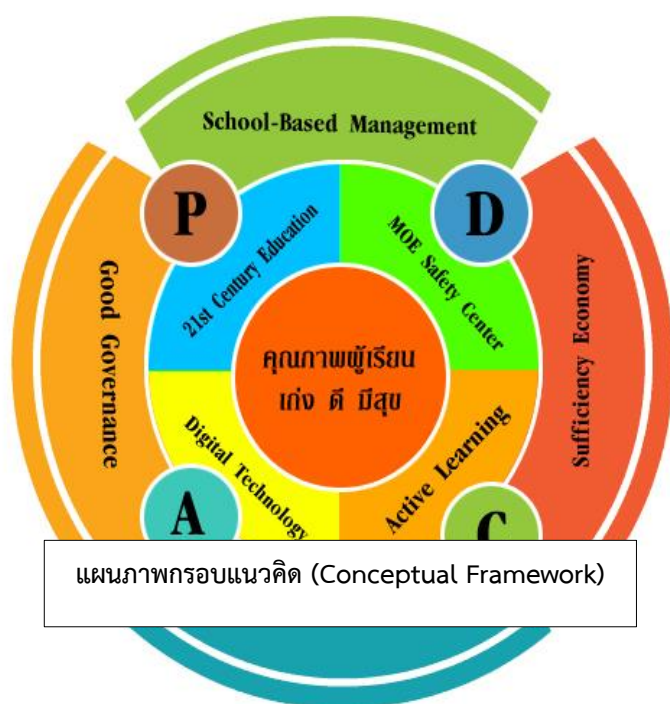 School-Based Management
P
D
21st Century Education
MOE Safety Center
Good Governance
Sufficiency Economy
คุณภาพผู้เรียน
เก่ง ดี มีสุข
Digital Technology
Active Learning
A
C
แผนภาพกรอบแนวคิด (Conceptual Framework)